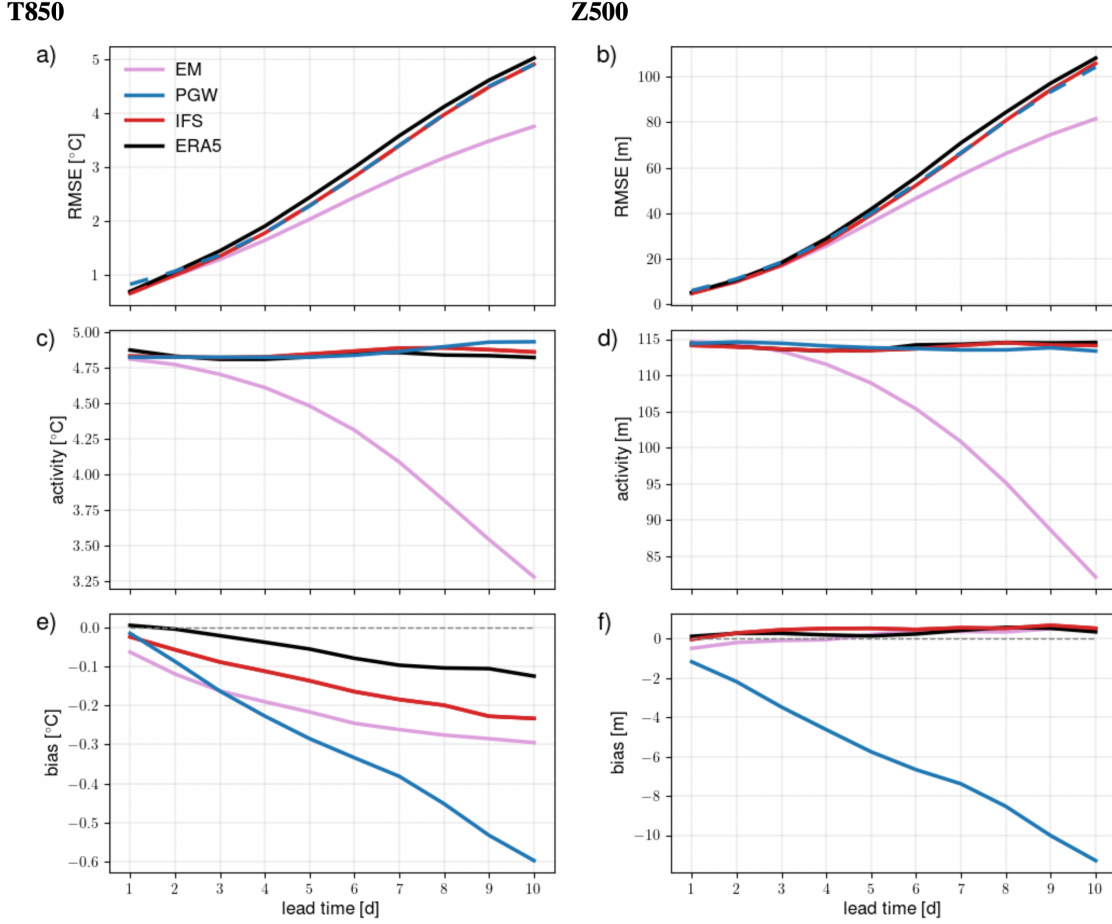 T850
Z500
a)
5
4
3
2
1
RMSE [°C]
EM
PGW
IFS
ERA5
b)
100
80
60
40
20
0
RMSE [m]
c)
5.00
4.75
4.50
4.25
4.00
3.75
3.50
3.25
activity [°C]
d)
115
110
105
100
95
90
85
activity [m]
e)
0.0
−0.1
−0.2
−0.3
−0.4
−0.5
−0.6
bias [°C]
1 2 3 4 5 6 7 8 9 10
lead time [d]
f)
0
−2
−4
−6
−8
−10
bias [m]
1 2 3 4 5 6 7 8 9 10
lead time [d]